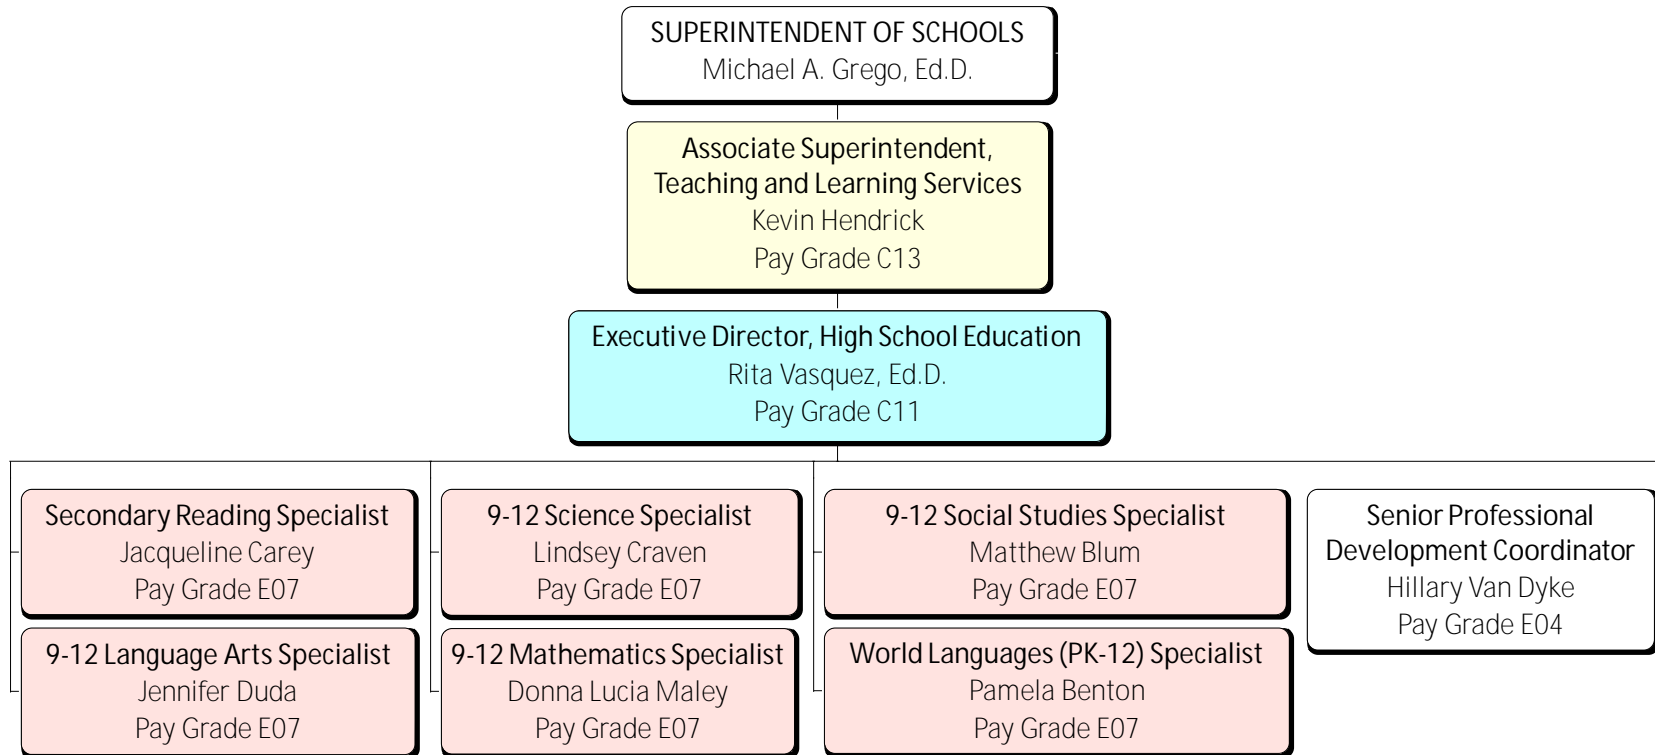 SUPERINTENDENT OF SCHOOLS
Michael A. Grego, Ed.D.
Associate Superintendent,
Teaching and Learning Services
Kevin Hendrick
Pay Grade C13
Executive Director, High School Education
Rita Vasquez, Ed.D.
Pay Grade C11
Secondary Reading Specialist
Jacqueline Carey
Pay Grade E07
9-12 Science Specialist
Lindsey Craven
Pay Grade E07
9-12 Social Studies Specialist
Matthew Blum
Pay Grade E07
Senior Professional
Development Coordinator
Hillary Van Dyke
Pay Grade E04
9-12 Language Arts Specialist
Jennifer Duda
Pay Grade E07
9-12 Mathematics Specialist
Donna Lucia Maley
Pay Grade E07
World Languages (PK-12) Specialist
Pamela Benton
Pay Grade E07